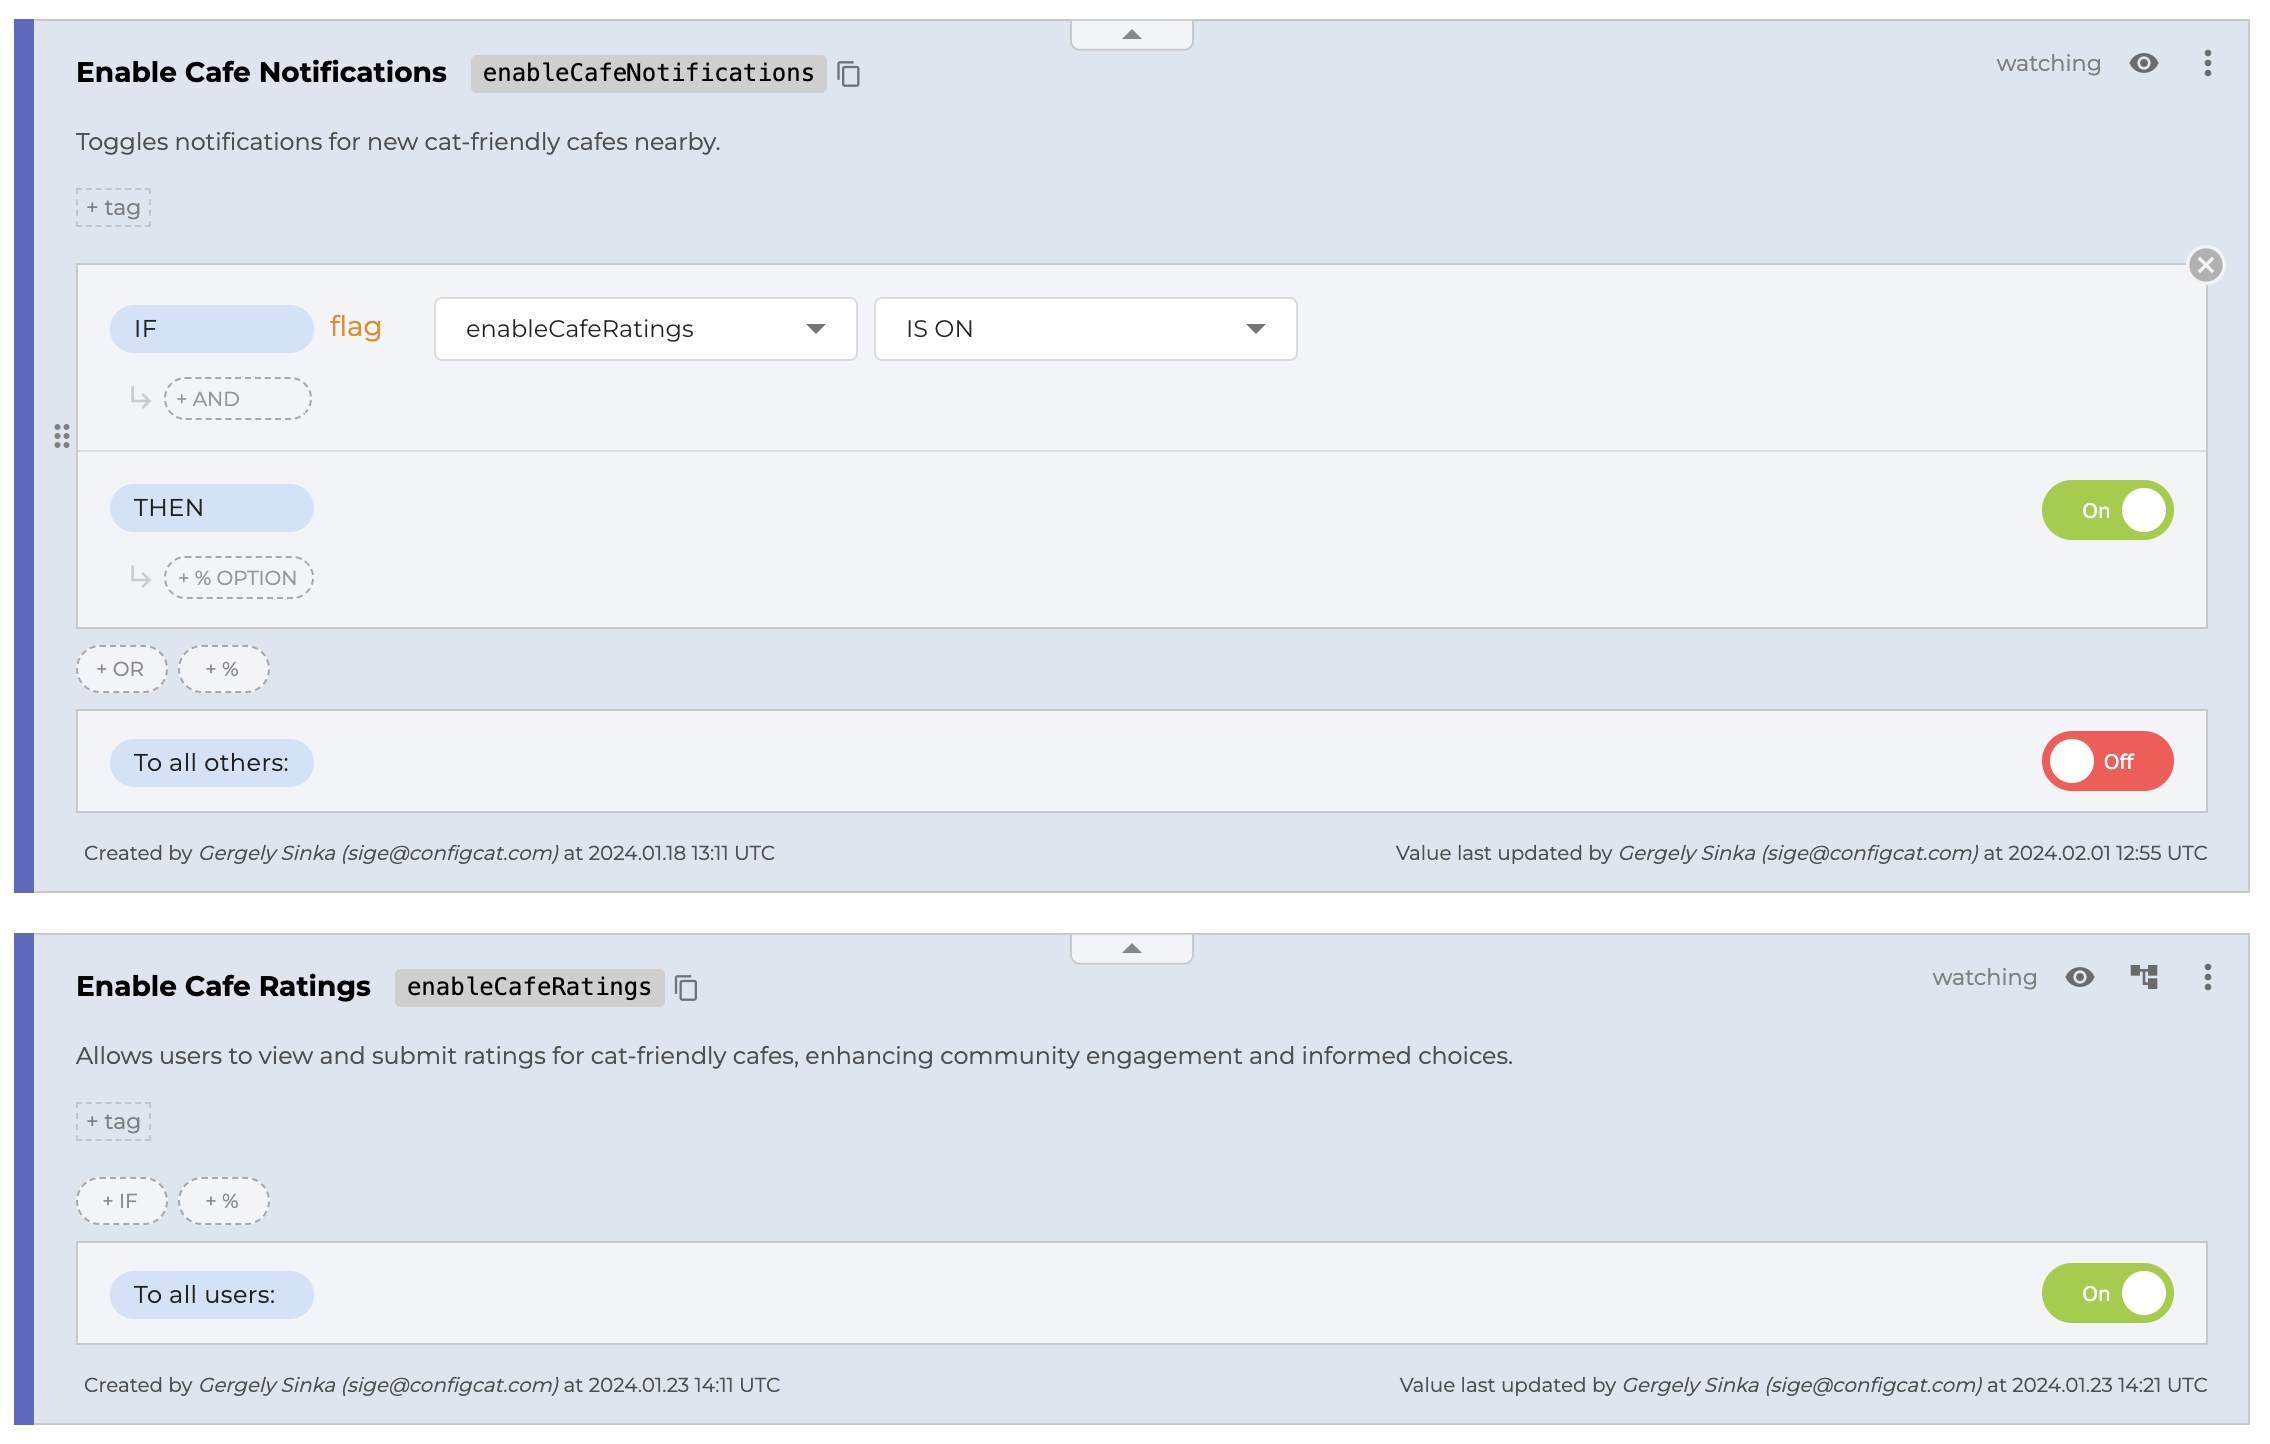 Enable Cafe Notifications enableCafeNotifications watching
Toggles notifications for new cat-friendly cafes nearby.
+ tag
IF flag enableCafeRatings IS ON
+ AND
THEN On
+ % OPTION
+ OR + %
To all others: Off
Created by Gergely Sinka (sige@configcat.com) at 2024.01.18 13:11 UTC Value last updated by Gergely Sinka (sige@configcat.com) at 2024.02.01 12:55 UTC
Enable Cafe Ratings enableCafeRatings watching
Allows users to view and submit ratings for cat-friendly cafes, enhancing community engagement and informed choices.
+ tag
+ IF + %
To all users: On
Created by Gergely Sinka (sige@configcat.com) at 2024.01.23 14:11 UTC Value last updated by Gergely Sinka (sige@configcat.com) at 2024.01.23 14:21 UTC